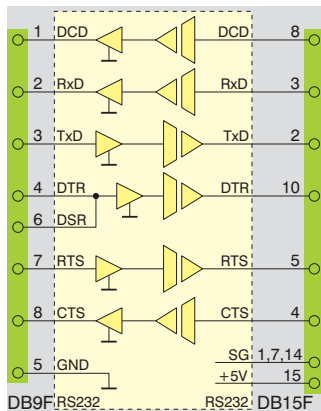 1 DCD DCD 8
2 RxD RxD 3
3 TxD TxD 2
4 DTR DTR 10
6 DSR
7 RTS RTS 5
8 CTS CTS 4
SG 1,7,14
5 GND
+5V 15
DB9F RS232 RS232 DB15F